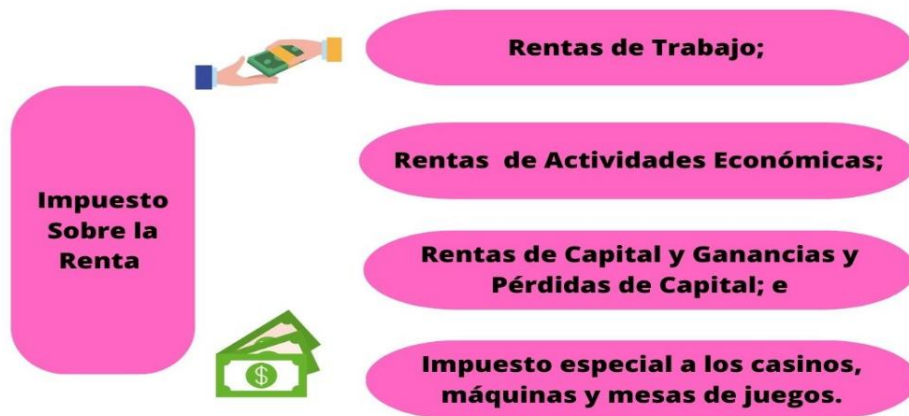 Impuesto
Sobre la
Renta
Rentas de Trabajo;
Rentas de Actividades Económicas;
Rentas de Capital y Ganancias y
Pérdidas de Capital; e
Impuesto especial a los casinos,
máquinas y mesas de juegos.
$